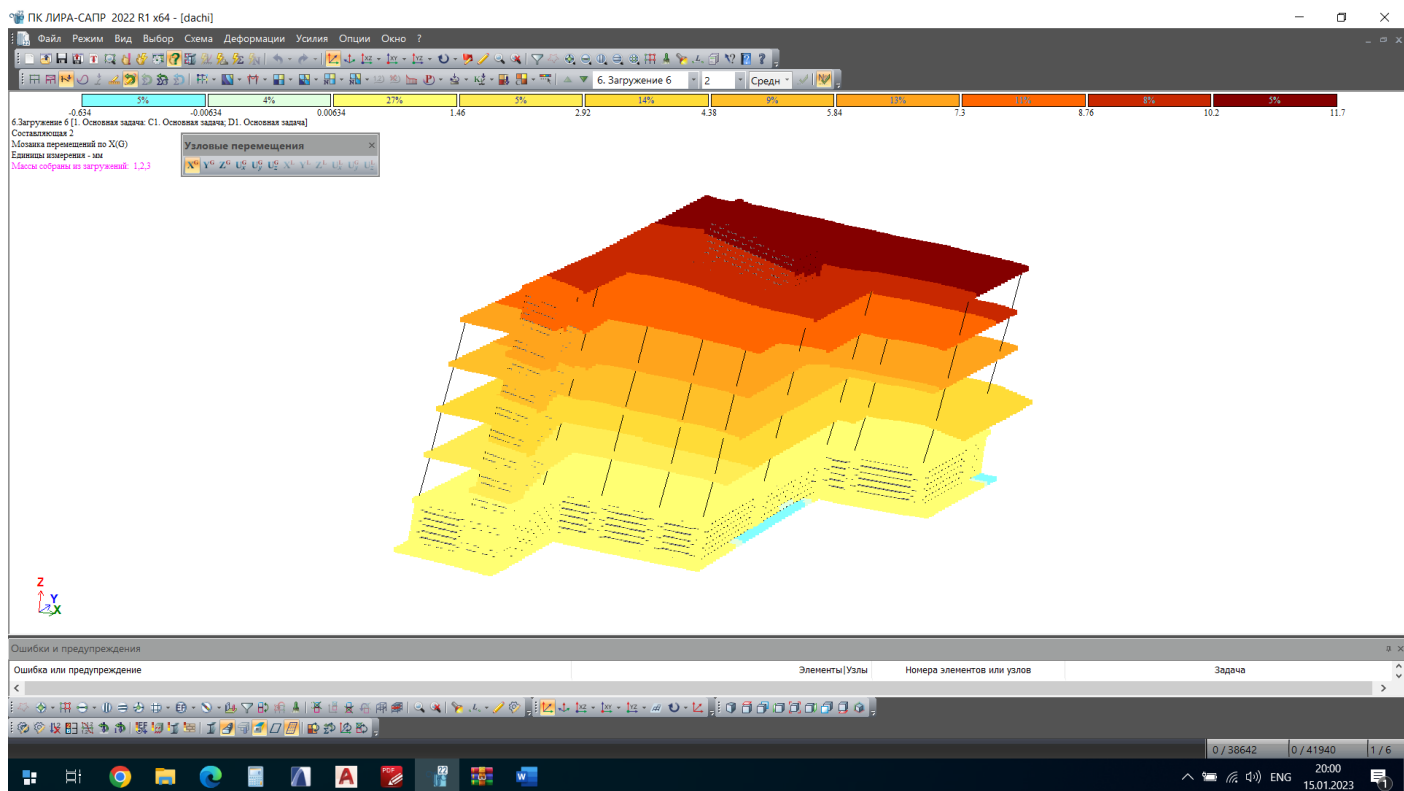 ПК ЛИРА-САПР 2022 R1 x64 - [dachi]
Файл Режим Вид Выбор Схема Деформации Усилия Опции Окно ?
6. Загружение 6 2 Средн
5% 4% 27% 5% 14% 9% 13% 11% 8% 5%
-0.634 -0.00634 0.00634 1.46 2.92 4.38 5.84 7.3 8.76 10.2 11.7
6.Загружение 6 [1. Основная задача: C1. Основная задача; D1. Основная задача]
Составляющая 2
Мозаика перемещений по X(G)
Единицы измерения - мм
Массы собраны из загружений: 1,2,3
Узловые перемещения
Z
Y
X
Ошибки и предупреждения
Ошибка или предупреждение Элементы|Узлы Номера элементов или узлов Задача
0 / 38642 0 / 41940 1 / 6
PDF 22 W ENG 20:00
15.01.2023 1